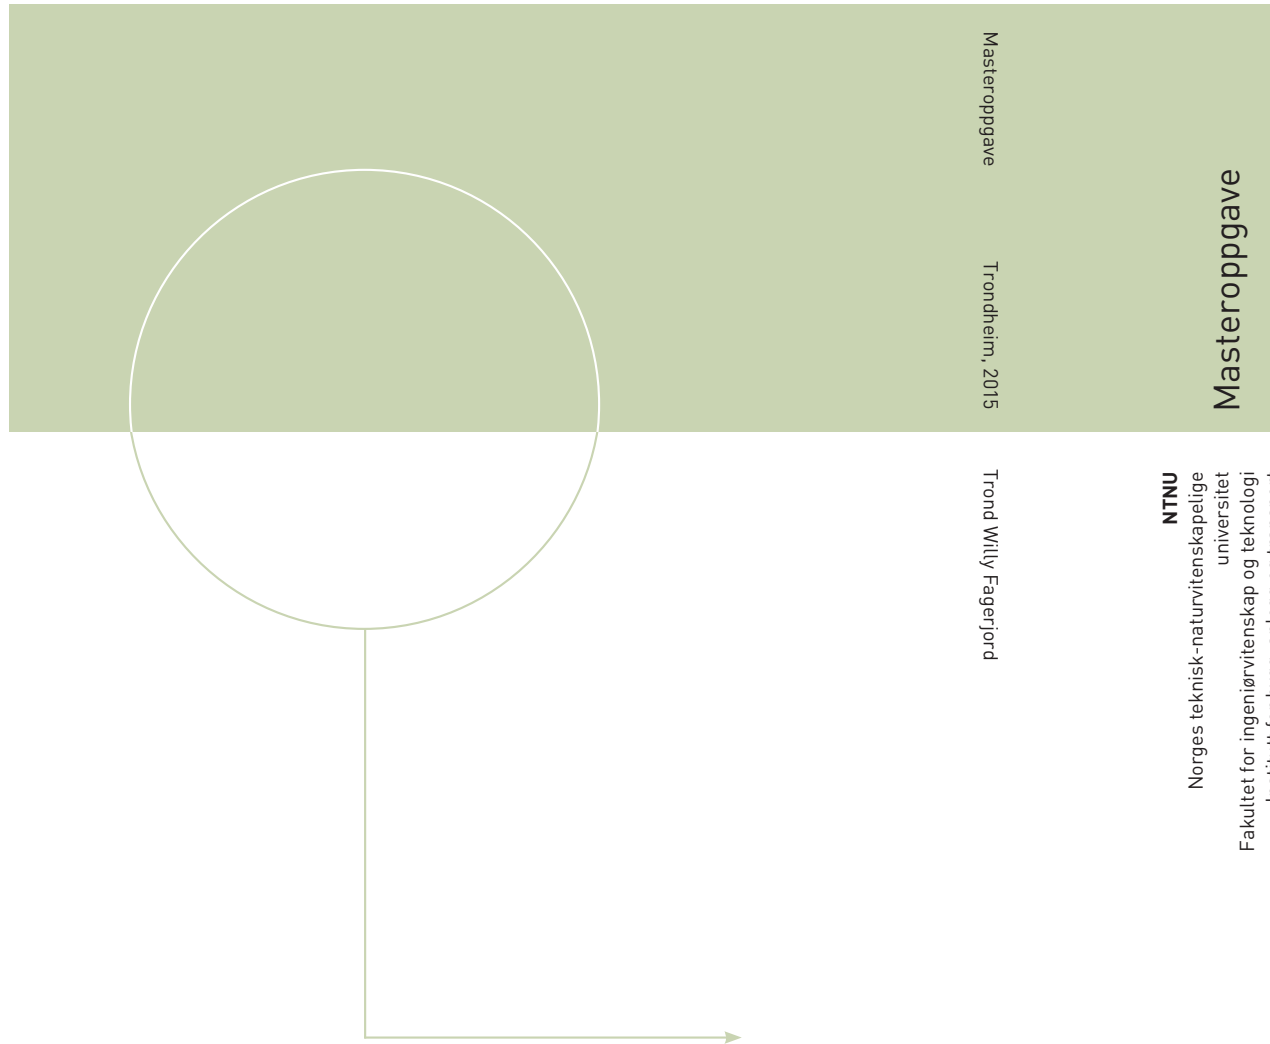 Trond Willy Fagerjord
Trondheim, 2015
Masteroppgave
NTNU
Norges teknisk-naturvitenskapelige
universitet
Fakultet for ingeniørvitenskap og teknologi
Masteroppgave